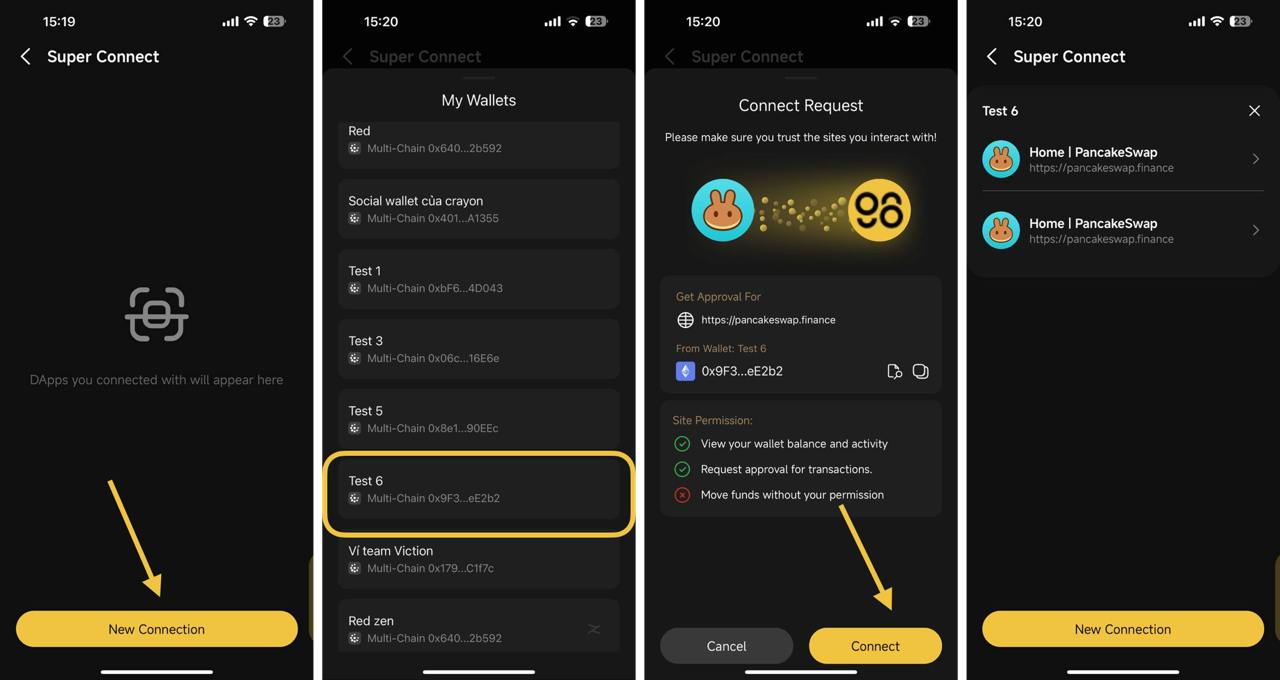 15:19
23
Super Connect
DApps you connected with will appear here
New Connection
15:20
23
Super Connect
My Wallets
Red
Multi-Chain 0x640...2b592
Social wallet của crayon
Multi-Chain 0x401...A1355
Test 1
Multi-Chain 0xbF6...4D043
Test 3
Multi-Chain 0x06c...16E6e
Test 5
Multi-Chain 0x8e1...90EEc
Test 6
Multi-Chain 0x9F3...eE2b2
Ví team Viction
Multi-Chain 0x179...C1f7c
Red zen
Multi-Chain 0x640...2b592
15:20
23
Super Connect
Connect Request
Please make sure you trust the sites you interact with!
98
Get Approval For
https://pancakeswap.finance
From Wallet: Test 6
0x9F3...eE2b2
Site Permission:
View your wallet balance and activity
Request approval for transactions.
Move funds without your permission
Cancel
Connect
15:20
23
Super Connect
Test 6
Home | PancakeSwap
https://pancakeswap.finance
Home | PancakeSwap
https://pancakeswap.finance
New Connection